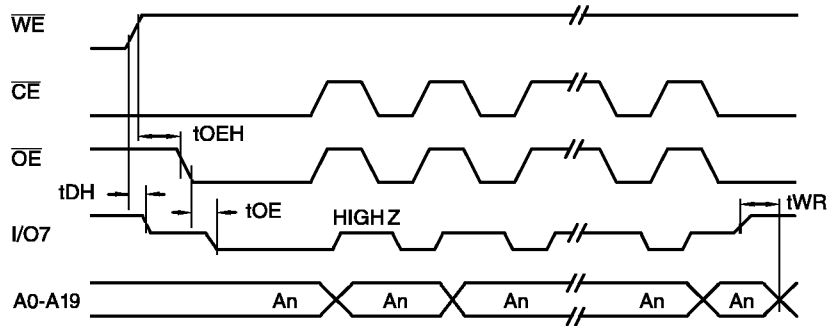 WE
CE
tOEH
OE
tDH
tOE
tWR
I/O7
HIGH Z
A0-A19 An An An An An